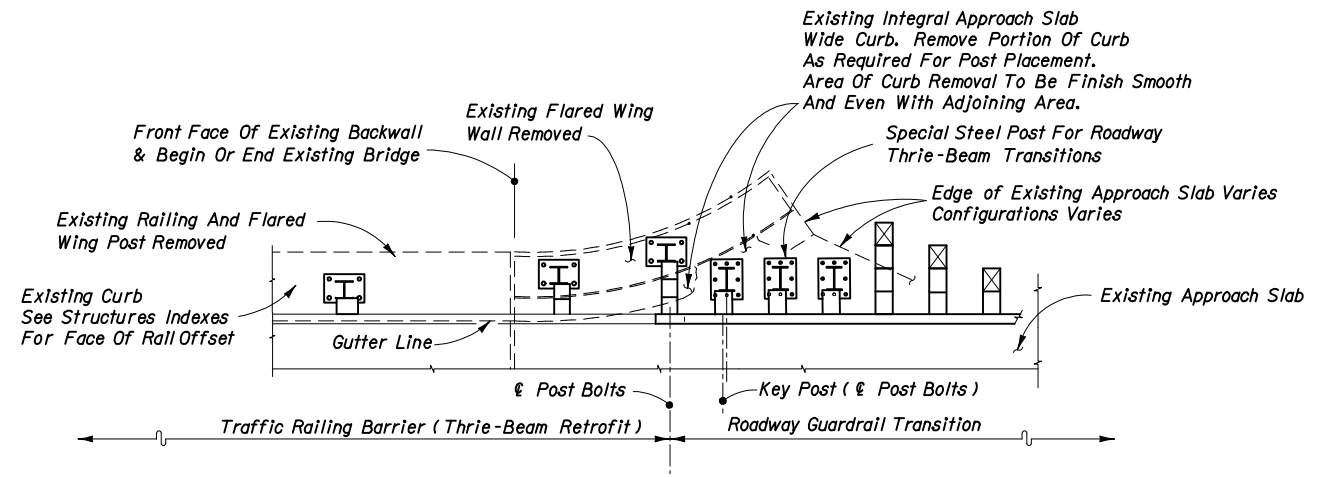 Existing Integral Approach Slab
Wide Curb. Remove Portion Of Curb
As Required For Post Placement.
Area Of Curb Removal To Be Finish Smooth
And Even With Adjoining Area.
Existing Flared Wing
Wall Removed
Front Face Of Existing Backwall
& Begin Or End Existing Bridge
Special Steel Post For Roadway
Thrie-Beam Transitions
Edge of Existing Approach Slab Varies
Configurations Varies
Existing Railing And Flared
Wing Post Removed
Existing Curb
See Structures Indexes
For Face Of Rail Offset
Existing Approach Slab
Gutter Line
℄ Post Bolts
Key Post ( ℄ Post Bolts )
Traffic Railing Barrier ( Thrie-Beam Retrofit )
Roadway Guardrail Transition